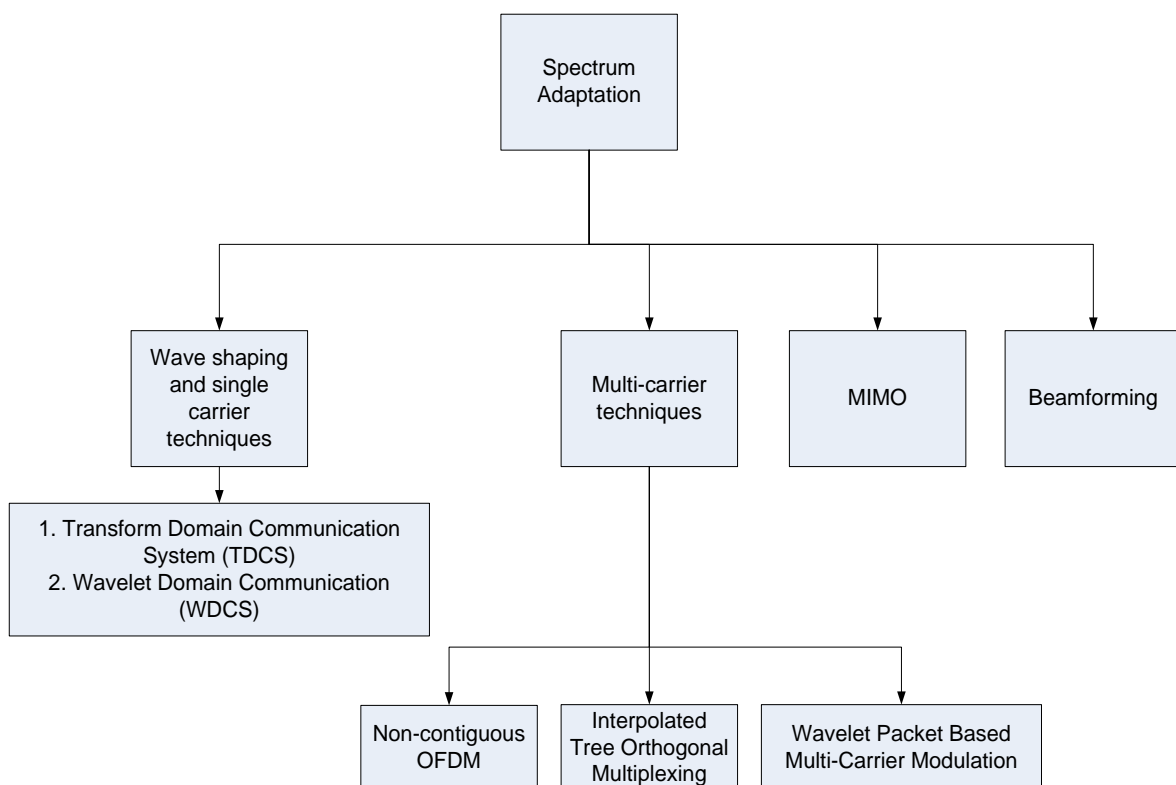 Spectrum
Adaptation
Wave shaping
and single
carrier
techniques
Multi-carrier
techniques
MIMO
Beamforming
1. Transform Domain Communication
System (TDCS)
2. Wavelet Domain Communication
(WDCS)
Non-contiguous
OFDM
Interpolated
Tree Orthogonal
Multiplexing
Wavelet Packet Based
Multi-Carrier Modulation